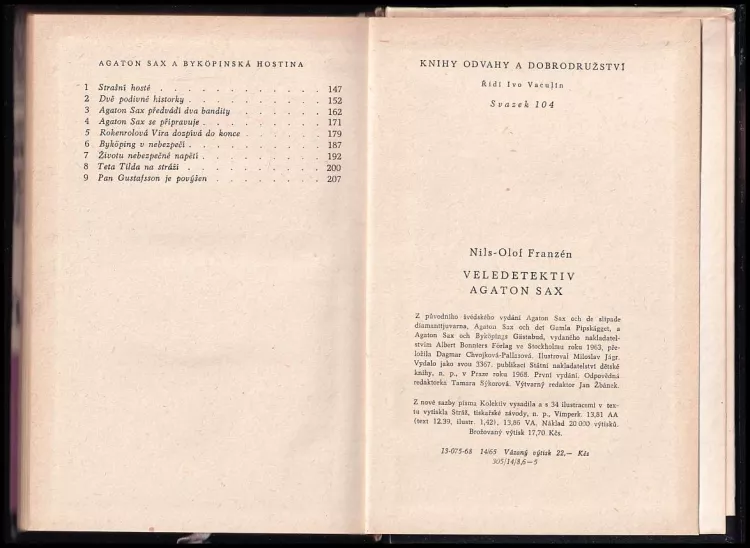 AGATON SAX A BYKÖPINSKÁ HOSTINA
1 Strašní hosté . . . . . . . . . . . 147
2 Dvě podivné historky . . . . . . . . . 152
3 Agaton Sax předvádí dva bandity . . . . . . 162
4 Agaton Sax se připravuje . . . . . . . . 171
5 Rokenrolová Vira dozpívá do konce . . . . . 179
6 Byköping v nebezpečí . . . . . . . . . 187
7 Životu nebezpečné napětí . . . . . . . . 192
8 Teta Tilda na stráži . . . . . . . . . 200
9 Pan Gustafsson je povýšen . . . . . . . 207
KNIHY ODVAHY A DOBRODRUŽSTVÍ
Řídí Ivo Vaculín
Svazek 104
Nils-Olof Franzén
VELEDETEKTIV
AGATON SAX
Z původního švédského vydání Agaton Sax och de slipade
diamanttjuvarna, Agaton Sax och det Gamla Pipskägget, a
Agaton Sax och Byköpings Gästabud, vydaného nakladatel-
stvím Albert Bonniers Förlag ve Stockholmu roku 1963, pře-
ložila Dagmar Chvojková-Pallasová. Ilustroval Miloslav Jágr.
Vydalo jako svou 3367. publikaci Státní nakladatelství dětské
knihy, n. p., v Praze roku 1968. První vydání. Odpovědná
redaktorka Tamara Sýkorová. Výtvarný redaktor Jan Žbánek.
Z nové sazby písma Kolektiv vysadila a s 34 ilustracemi v tex-
tu vytiskla Stráž, tiskařské závody, n. p., Vimperk. 13,81 AA
(text 12,39, ilustr. 1,42), 13,86 VA. Náklad 20 000 výtisků.
Brožovaný výtisk 17,70 Kčs.
13-075-68 14/65 Vázaný výtisk 22,— Kčs
305/14/8,6—5